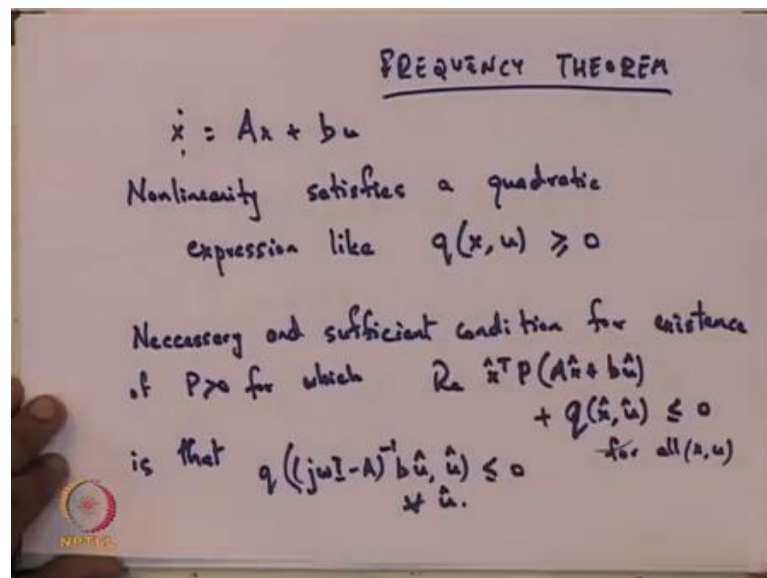 FREQUENCY THEOREM
ẋ = Ax + bu
Nonlinearity satisfies a quadratic
expression like q(x, u) ⩾ 0
Neccessary and sufficient condition for existence
of P>0 for which Re x̂ᵀP(Ax̂ + bû)
+ q(x̂, û) ≤ 0
for all (x, u)
is that q((jωI-A)⁻¹bû, û) ≤ 0
∀ û.
NPTEL